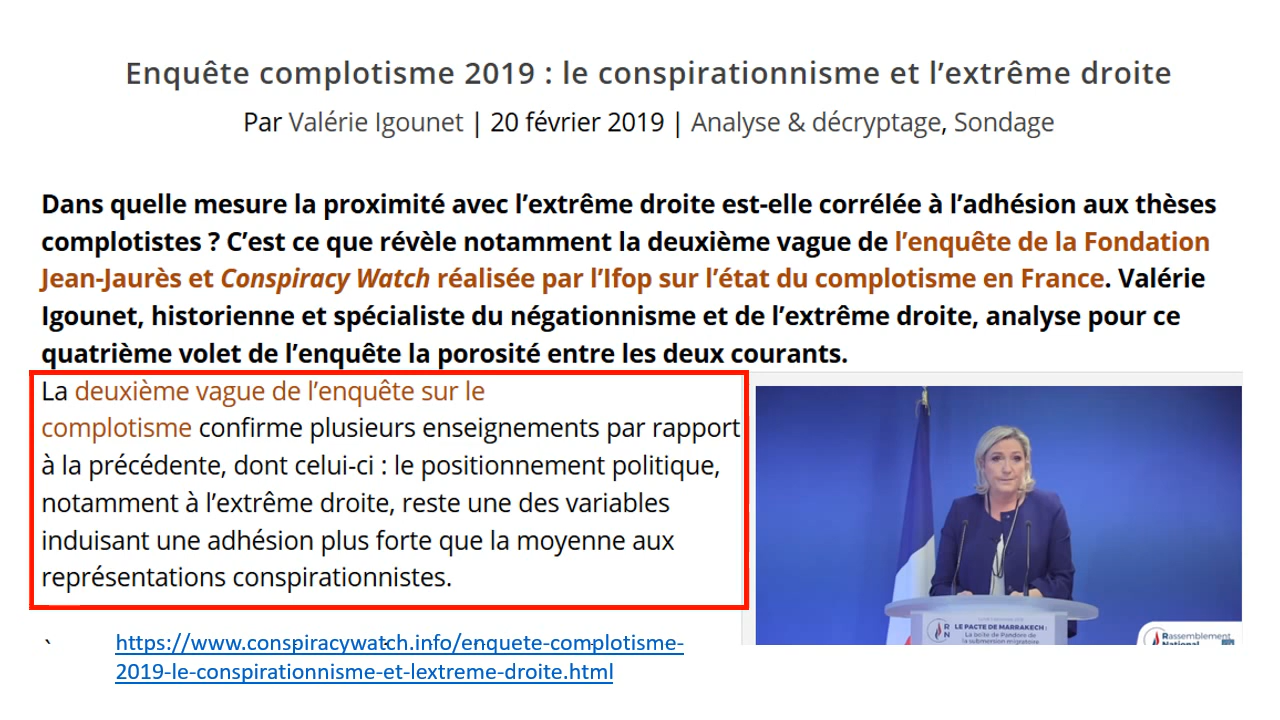 Enquête complotisme 2019 : le conspirationnisme et l’extrême droite
Par Valérie Igounet | 20 février 2019 | Analyse & décryptage, Sondage
Dans quelle mesure la proximité avec l’extrême droite est-elle corrélée à l’adhésion aux thèses
complotistes ? C’est ce que révèle notamment la deuxième vague de l’enquête de la Fondation
Jean-Jaurès et Conspiracy Watch réalisée par l’Ifop sur l’état du complotisme en France. Valérie
Igounet, historienne et spécialiste du négationnisme et de l’extrême droite, analyse pour ce
quatrième volet de l’enquête la porosité entre les deux courants.
La deuxième vague de l’enquête sur le
complotisme confirme plusieurs enseignements par rapport
à la précédente, dont celui-ci : le positionnement politique,
notamment à l’extrême droite, reste une des variables
induisant une adhésion plus forte que la moyenne aux
représentations conspirationnistes.
` https://www.conspiracywatch.info/enquete-complotisme-
2019-le-conspirationnisme-et-lextreme-droite.html
RN
LE PACTE DE MARRAKECH :
La boîte de Pandore de
la submersion migratoire
Rassemblement
National